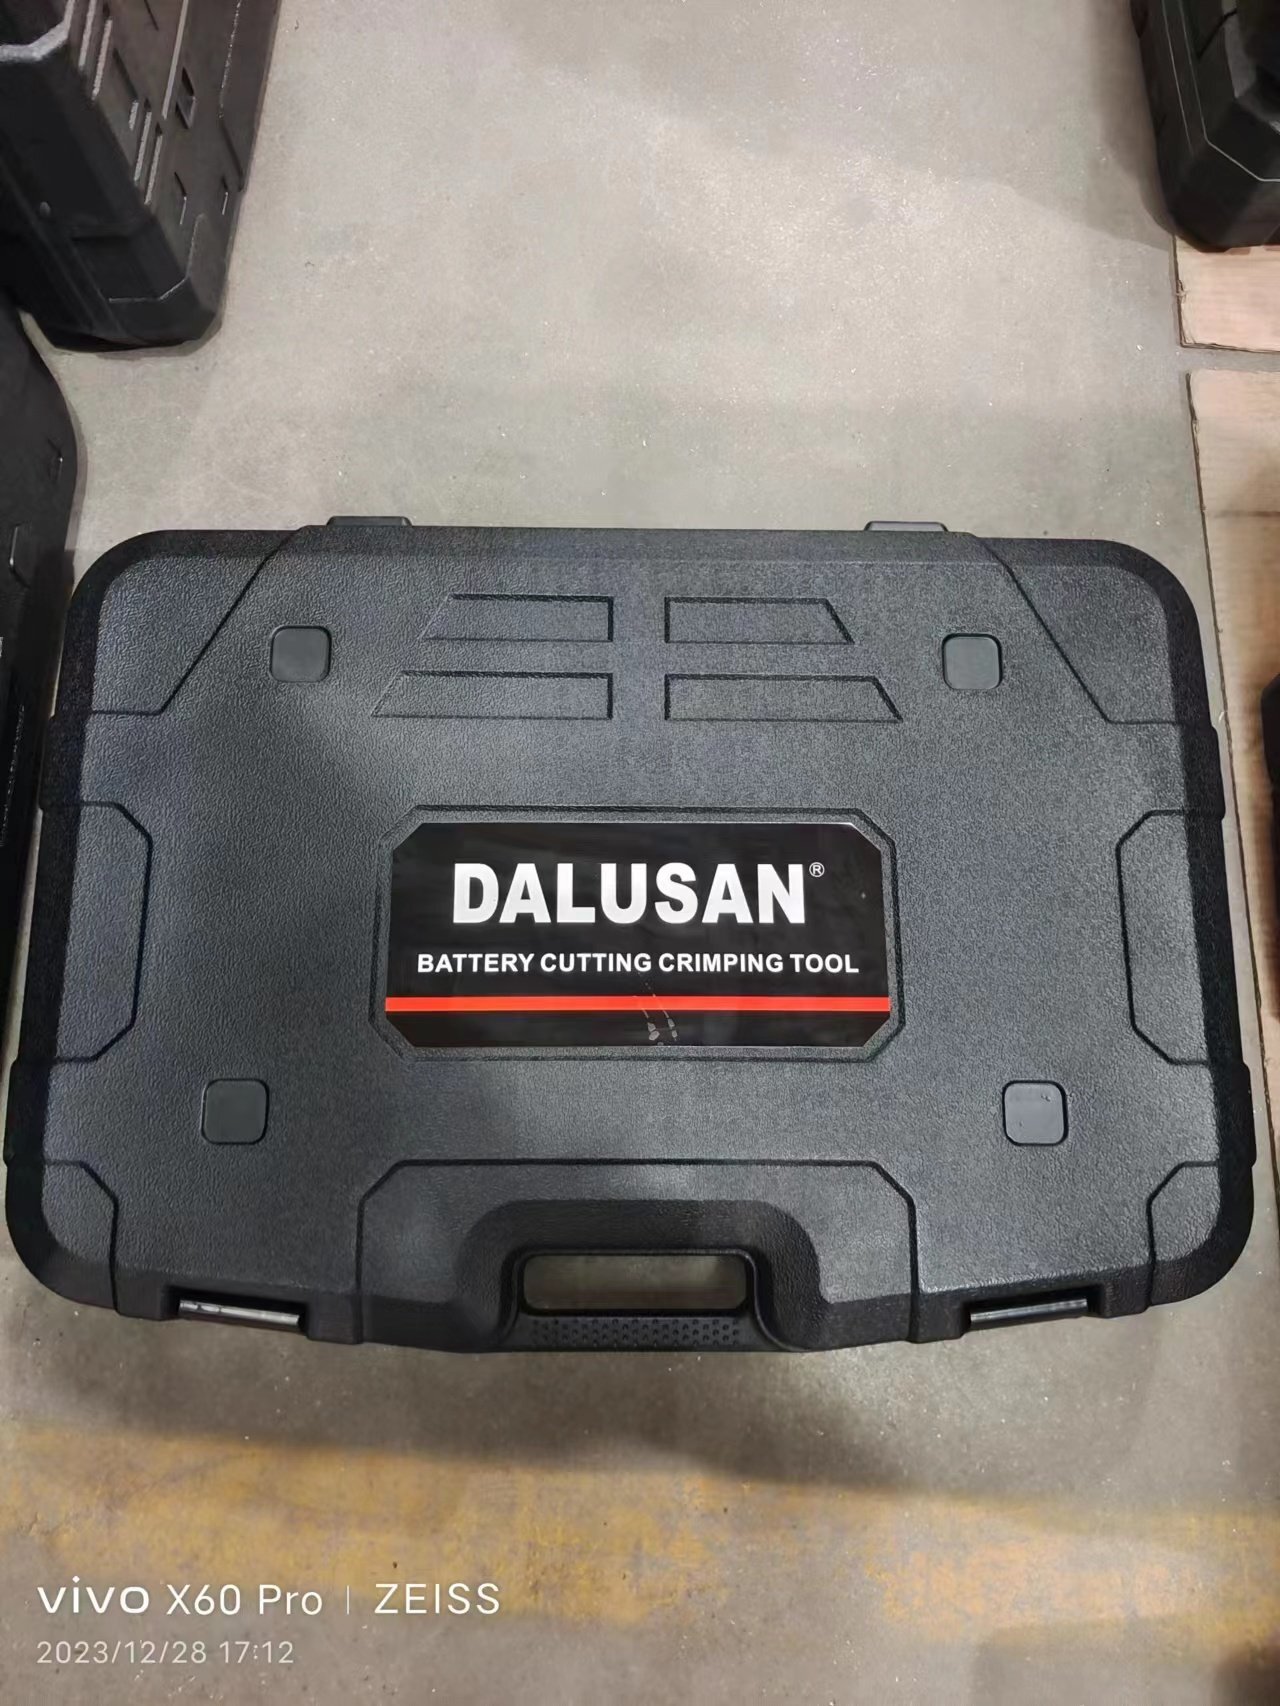 DALUSAN®
BATTERY CUTTING CRIMPING TOOL
vivo X60 Pro | ZEISS
2023/12/28 17:12